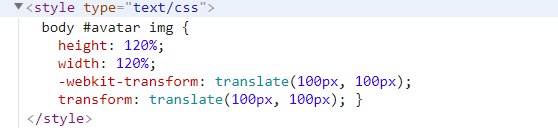 <style type="text/css">
body #avatar img {
height: 120%;
width: 120%;
-webkit-transform: translate(100px, 100px);
transform: translate(100px, 100px); }
</style>